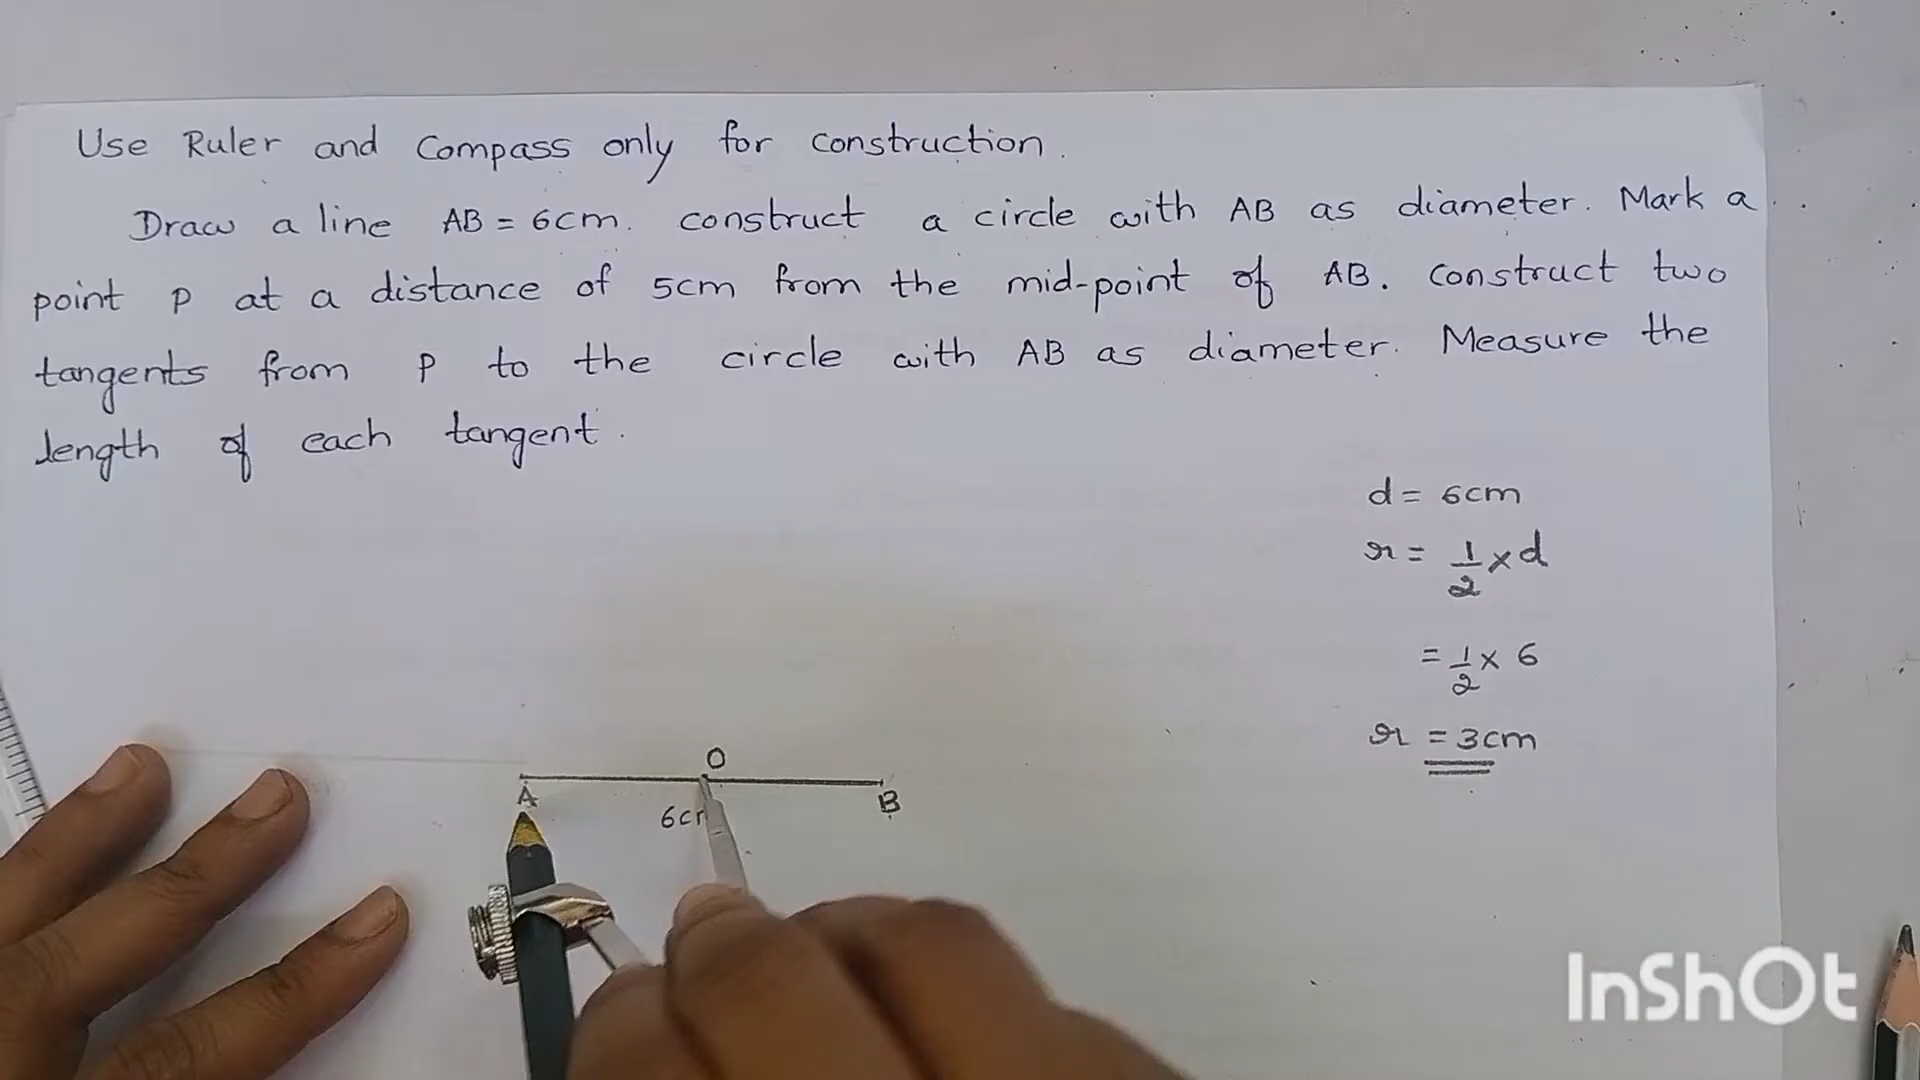 Use Ruler and Compass only for construction.
Draw a line AB = 6cm. construct a circle with AB as diameter. Mark a
point P at a distance of 5cm from the mid-point of AB. construct two
tangents from P to the circle with AB as diameter. Measure the
length of each tangent.
d = 6cm
r = 1/2 × d
= 1/2 × 6
r = 3cm
O
A B
6c
InShOt